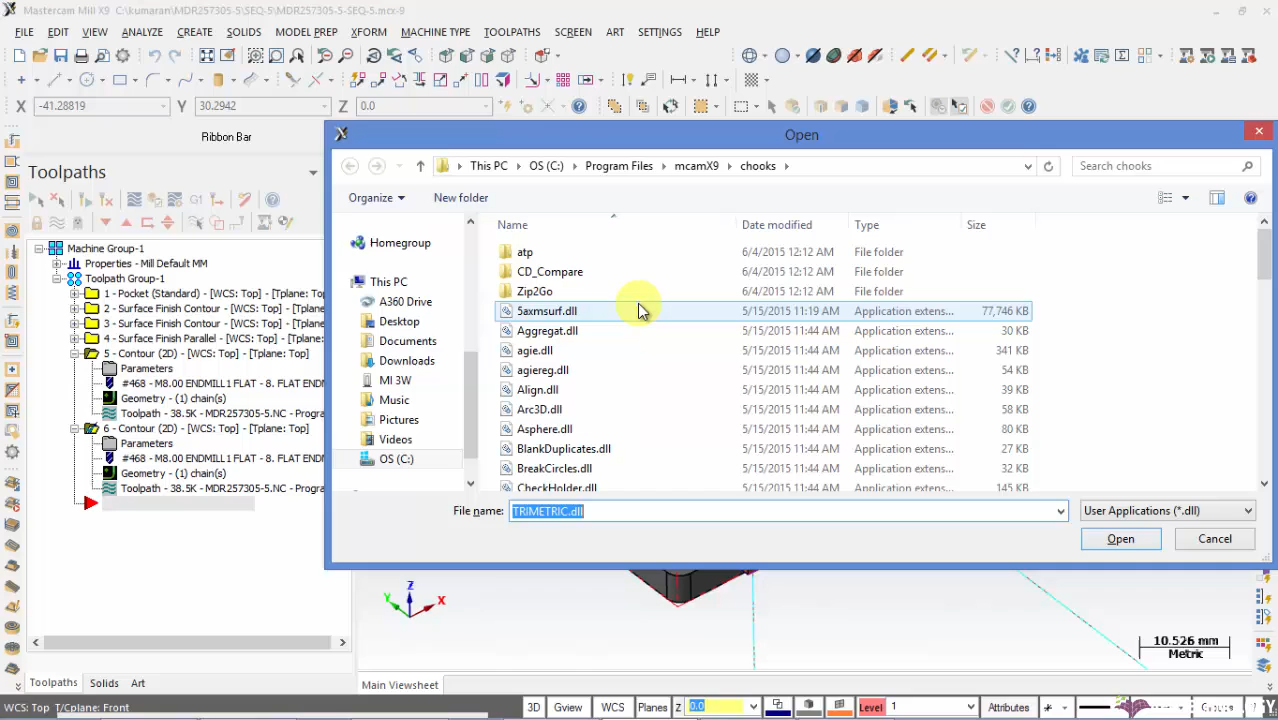 Mastercam Mill X9 C:\kumaran\MDR257305-5\SEQ-5\MDR257305-5-SEQ-5.mcx-9
FILE EDIT VIEW ANALYZE CREATE SOLIDS MODEL PREP XFORM MACHINE TYPE TOOLPATHS SCREEN ART SETTINGS HELP
X -41.28819 Y 30.2942 Z 0.0
Ribbon Bar
Toolpaths
Machine Group-1
Properties - Mill Default MM
Toolpath Group-1
1 - Pocket (Standard) - [WCS: Top] - [Tplane:
2 - Surface Finish Contour - [WCS: Top] - [Tp
3 - Surface Finish Contour - [WCS: Top] - [Tp
4 - Surface Finish Parallel - [WCS: Top] - [Tpl
5 - Contour (2D) - [WCS: Top] - [Tplane: Top]
Parameters
#468 - M8.00 ENDMILL1 FLAT - 8. FLAT END
Geometry - (1) chain(s)
Toolpath - 38.5K - MDR257305-5.NC - Progra
6 - Contour (2D) - [WCS: Top] - [Tplane: Top]
Parameters
#468 - M8.00 ENDMILL1 FLAT - 8. FLAT END
Geometry - (1) chain(s)
Toolpath - 38.5K - MDR257305-5.NC - Progra
Toolpaths Solids Art
Open
This PC OS (C:) Program Files mcamX9 chooks
Search chooks
Organize New folder
Homegroup
This PC
A360 Drive
Desktop
Documents
Downloads
MI 3W
Music
Pictures
Videos
OS (C:)
Name Date modified Type Size
atp 6/4/2015 12:12 AM File folder
CD_Compare 6/4/2015 12:12 AM File folder
Zip2Go 6/4/2015 12:12 AM File folder
5axmsurf.dll 5/15/2015 11:19 AM Application extens... 77,746 KB
Aggregat.dll 5/15/2015 11:44 AM Application extens... 30 KB
agie.dll 5/15/2015 11:44 AM Application extens... 341 KB
agiereg.dll 5/15/2015 11:44 AM Application extens... 54 KB
Align.dll 5/15/2015 11:44 AM Application extens... 39 KB
Arc3D.dll 5/15/2015 11:44 AM Application extens... 58 KB
Asphere.dll 5/15/2015 11:44 AM Application extens... 80 KB
BlankDuplicates.dll 5/15/2015 11:44 AM Application extens... 27 KB
BreakCircles.dll 5/15/2015 11:44 AM Application extens... 32 KB
CheckHolder.dll 5/15/2015 11:44 AM Application extens... 145 KB
File name: TRIMETRIC.dll User Applications (*.dll)
Open Cancel
Z
Y X
10.526 mm
Metric
Main Viewsheet
WCS: Top T/Cplane: Front 3D Gview WCS Planes Z 0.0 Level 1 Attributes